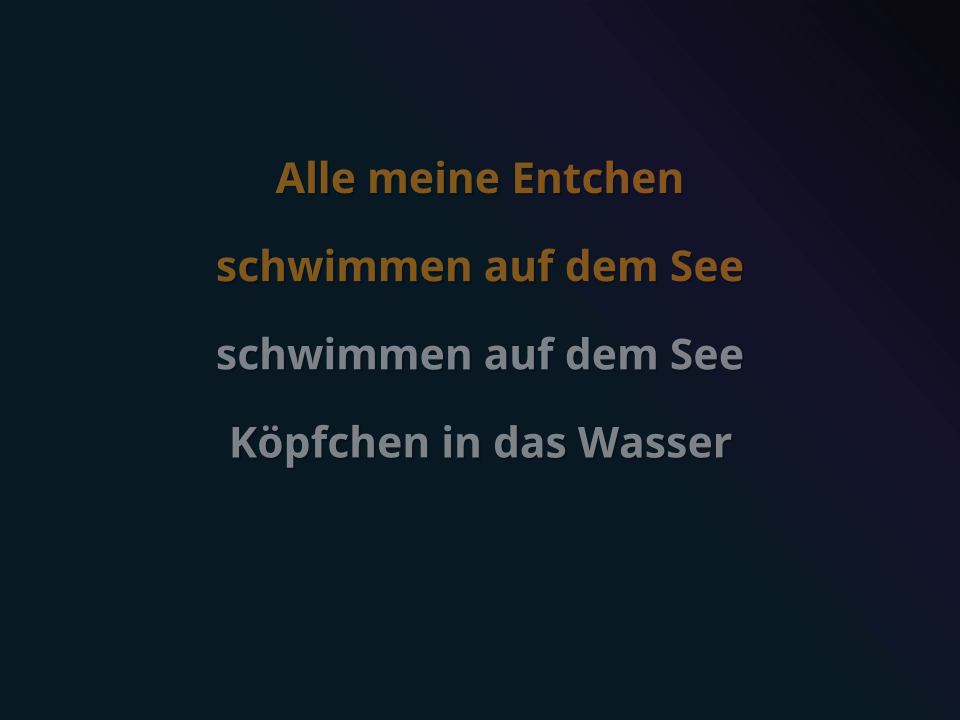 Alle meine Entchen
schwimmen auf dem See
schwimmen auf dem See
Köpfchen in das Wasser